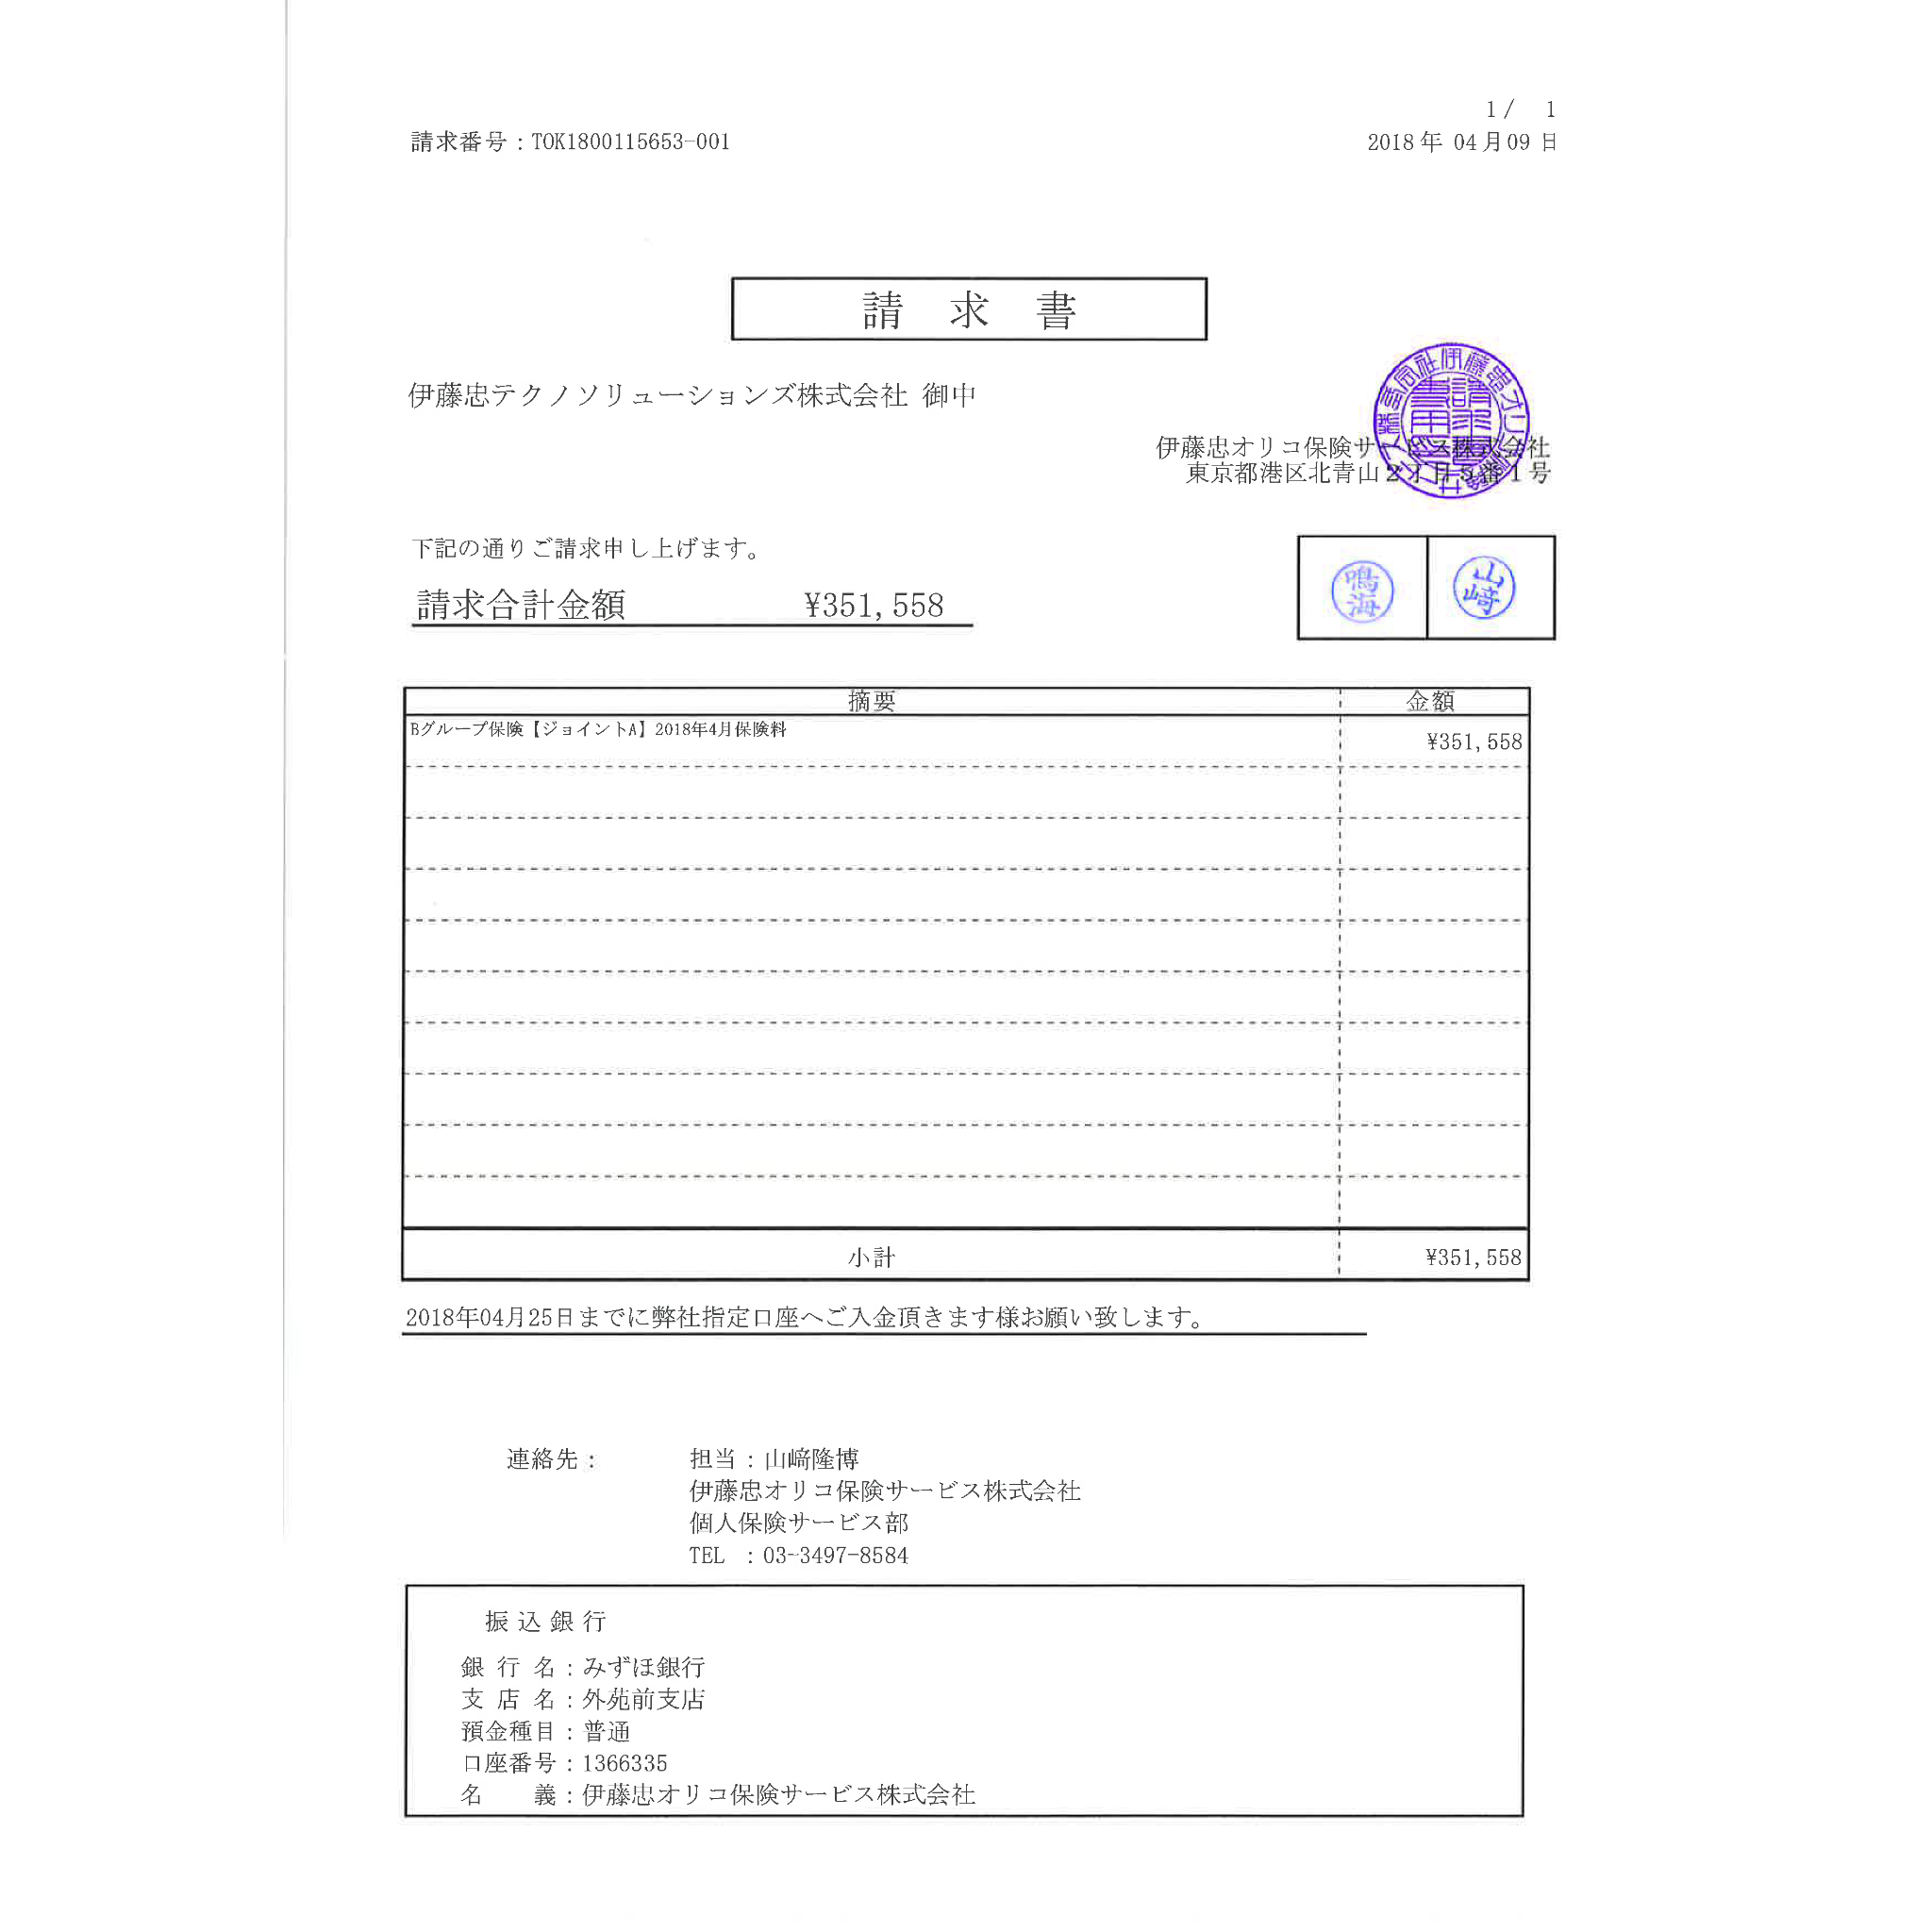 1/ 1
請求番号：TOK1800115653-001
2018年 04月09 日
請 求 書
伊藤忠テクノソリューションズ株式会社 御中
伊藤忠オリコ保険サービス株式会社
東京都港区北青山２丁目５番１号
下記の通りご請求申し上げます。
請求合計金額 ¥351,558
鳴海 山﨑
摘要 金額
Bグループ保険【ジョイントA】2018年4月保険料 ¥351,558
小計 ¥351,558
2018年04月25日までに弊社指定口座へご入金頂きます様お願い致します。
連絡先： 担当：山﨑隆博
伊藤忠オリコ保険サービス株式会社
個人保険サービス部
TEL ：03-3497-8584
振 込 銀 行
銀 行 名：みずほ銀行
支 店 名：外苑前支店
預金種目：普通
口座番号：1366335
名 義：伊藤忠オリコ保険サービス株式会社